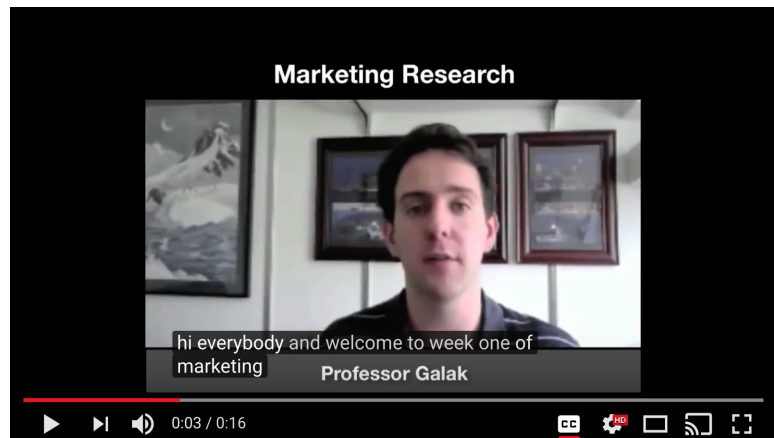 Marketing Research
hi everybody and welcome to week one of
marketing
Professor Galak
0:03 / 0:16
CC
HD